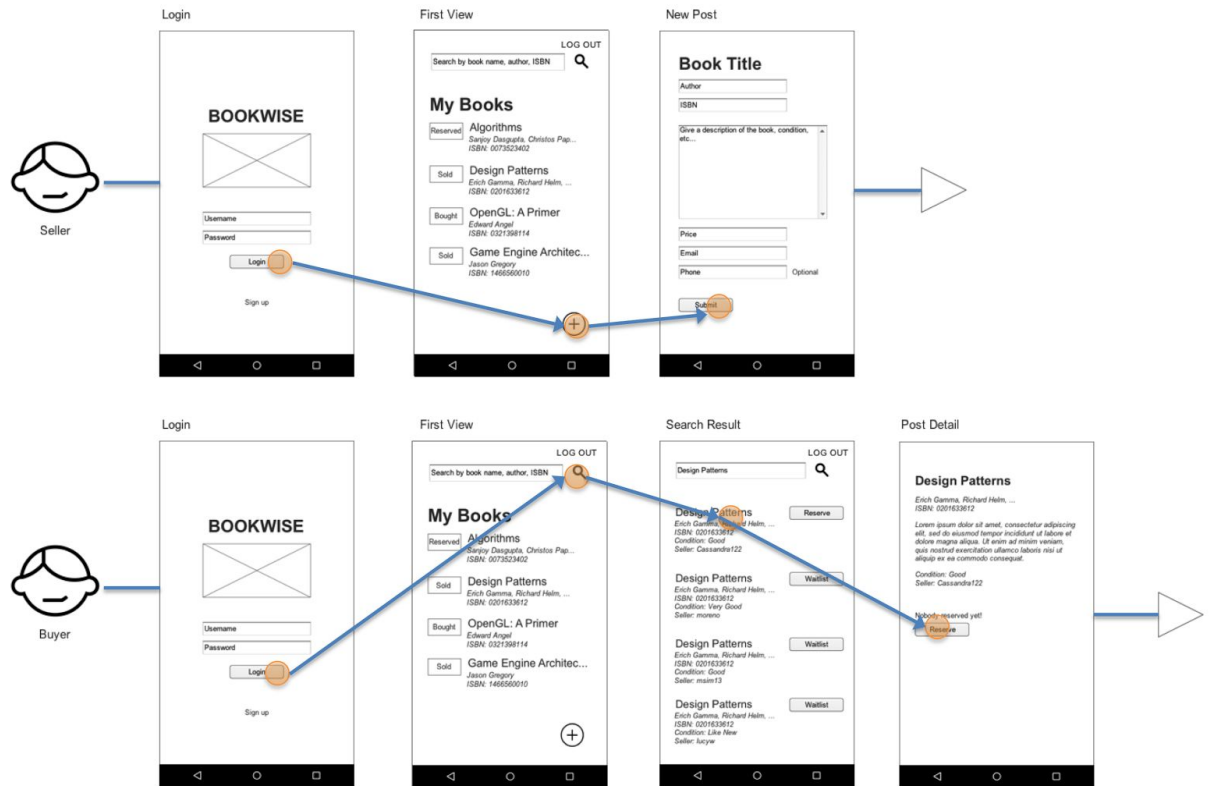 Login
First View
New Post
Seller
BOOKWISE
Username
Password
Login
Sign up
LOG OUT
Search by book name, author, ISBN
My Books
Reserved
Algorithms
Sanjoy Dasgupta, Christos Pap...
ISBN: 0073523402
Sold
Design Patterns
Erich Gamma, Richard Helm, ...
ISBN: 0201633612
Bought
OpenGL: A Primer
Edward Angel
ISBN: 0321398114
Sold
Game Engine Architec...
Jason Gregory
ISBN: 1466560010
Book Title
Author
ISBN
Give a description of the book, condition,
etc...
Price
Email
Phone
Optional
Submit
Login
First View
Search Result
Post Detail
Buyer
BOOKWISE
Username
Password
Login
Sign up
LOG OUT
Search by book name, author, ISBN
My Books
Reserved
Algorithms
Sanjoy Dasgupta, Christos Pap...
ISBN: 0073523402
Sold
Design Patterns
Erich Gamma, Richard Helm, ...
ISBN: 0201633612
Bought
OpenGL: A Primer
Edward Angel
ISBN: 0321398114
Sold
Game Engine Architec...
Jason Gregory
ISBN: 1466560010
LOG OUT
Design Patterns
Design Patterns
Reserve
Erich Gamma, Richard Helm, ...
ISBN: 0201633612
Condition: Good
Seller: Cassandra122
Design Patterns
Waitlist
Erich Gamma, Richard Helm, ...
ISBN: 0201633612
Condition: Very Good
Seller: moreno
Design Patterns
Waitlist
Erich Gamma, Richard Helm, ...
ISBN: 0201633612
Condition: Good
Seller: msim13
Design Patterns
Waitlist
Erich Gamma, Richard Helm, ...
ISBN: 0201633612
Condition: Like New
Seller: lucyw
Design Patterns
Erich Gamma, Richard Helm, ...
ISBN: 0201633612
Lorem ipsum dolor sit amet, consectetur adipiscing
elit, sed do eiusmod tempor incididunt ut labore et
dolore magna aliqua. Ut enim ad minim veniam,
quis nostrud exercitation ullamco laboris nisi ut
aliquip ex ea commodo consequat.
Condition: Good
Seller: Cassandra122
Nobody reserved yet!
Reserve